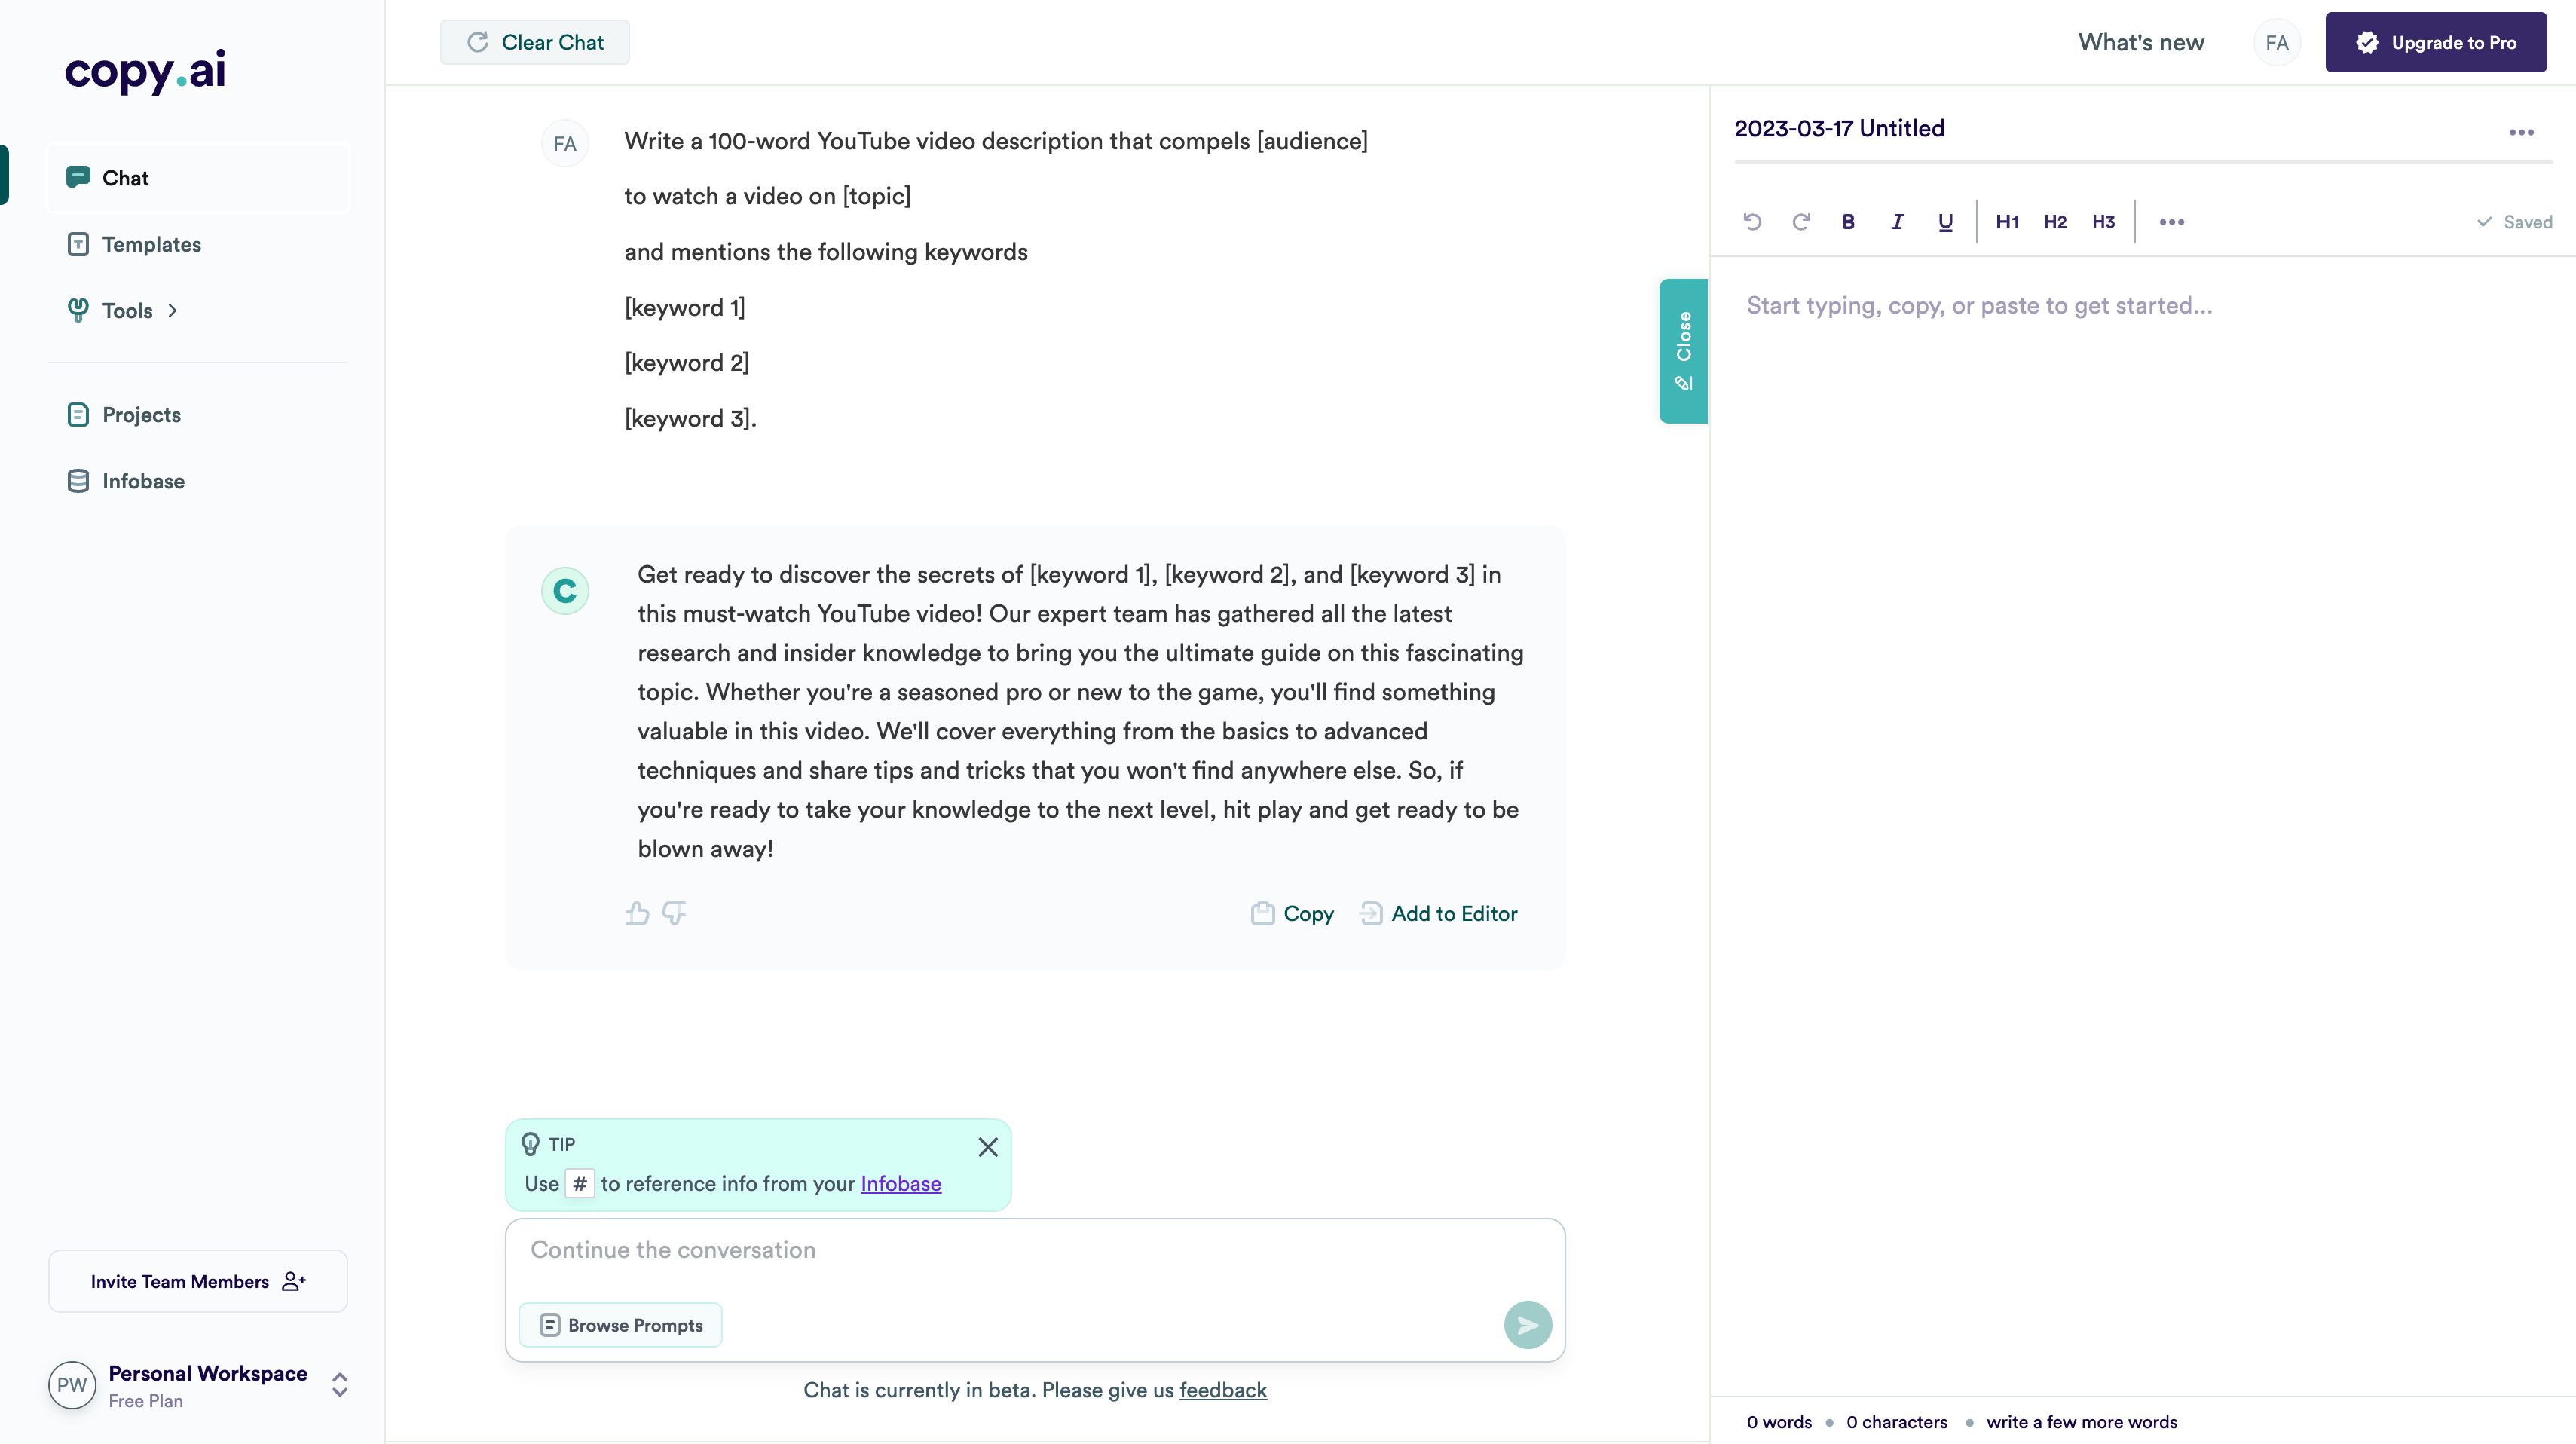 copy.ai
Chat
Templates
Tools
Projects
Infobase
Invite Team Members
PW
Personal Workspace
Free Plan
Clear Chat
What's new
FA
Upgrade to Pro
FA
Write a 100-word YouTube video description that compels [audience]
to watch a video on [topic]
and mentions the following keywords
[keyword 1]
[keyword 2]
[keyword 3].
C
Get ready to discover the secrets of [keyword 1], [keyword 2], and [keyword 3] in
this must-watch YouTube video! Our expert team has gathered all the latest
research and insider knowledge to bring you the ultimate guide on this fascinating
topic. Whether you're a seasoned pro or new to the game, you'll find something
valuable in this video. We'll cover everything from the basics to advanced
techniques and share tips and tricks that you won't find anywhere else. So, if
you're ready to take your knowledge to the next level, hit play and get ready to be
blown away!
Copy
Add to Editor
TIP
Use # to reference info from your Infobase
Continue the conversation
Browse Prompts
Chat is currently in beta. Please give us feedback
Close
2023-03-17 Untitled
B I U H1 H2 H3
Saved
Start typing, copy, or paste to get started...
0 words • 0 characters • write a few more words